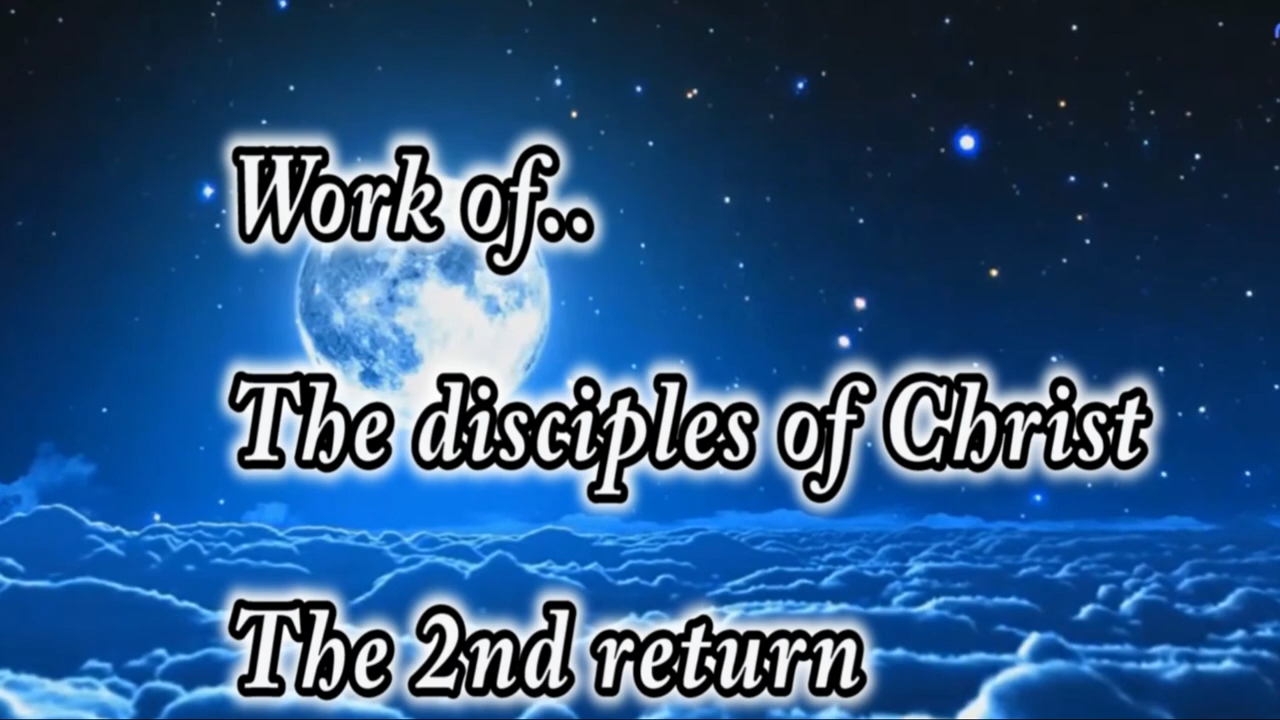 Work of..
The disciples of Christ
The 2nd return